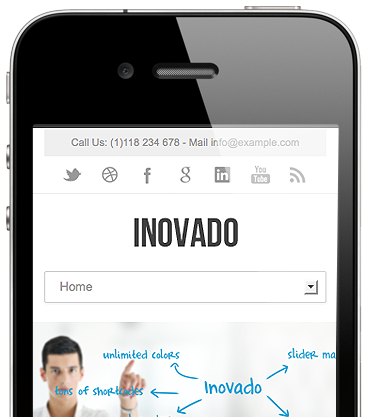 Call Us: (1)118 234 678 - Mail info@example.com
You Tube
INOVADO
Home
unlimited colors
slider ma
tons of shortcodes
Inovado